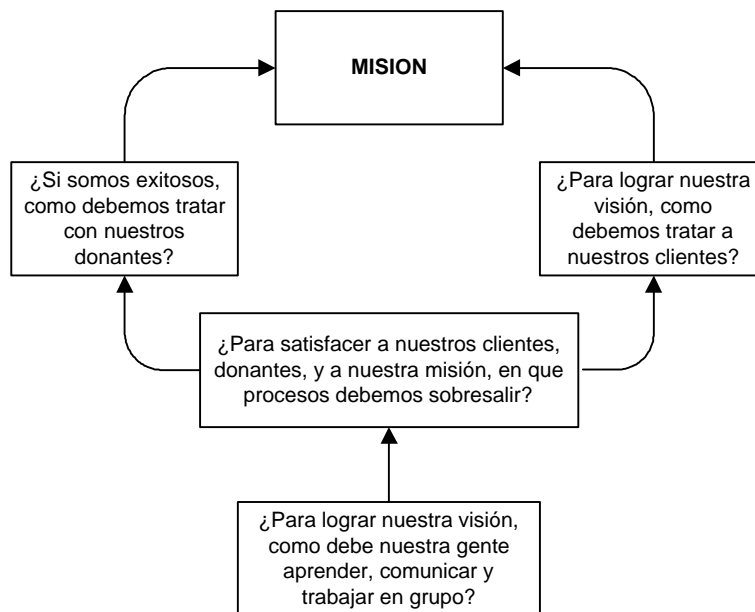 MISION
¿Si somos exitosos,
como debemos tratar
con nuestros
donantes?
¿Para lograr nuestra
visión, como
debemos tratar a
nuestros clientes?
¿Para satisfacer a nuestros clientes,
donantes, y a nuestra misión, en que
procesos debemos sobresalir?
¿Para lograr nuestra visión,
como debe nuestra gente
aprender, comunicar y
trabajar en grupo?